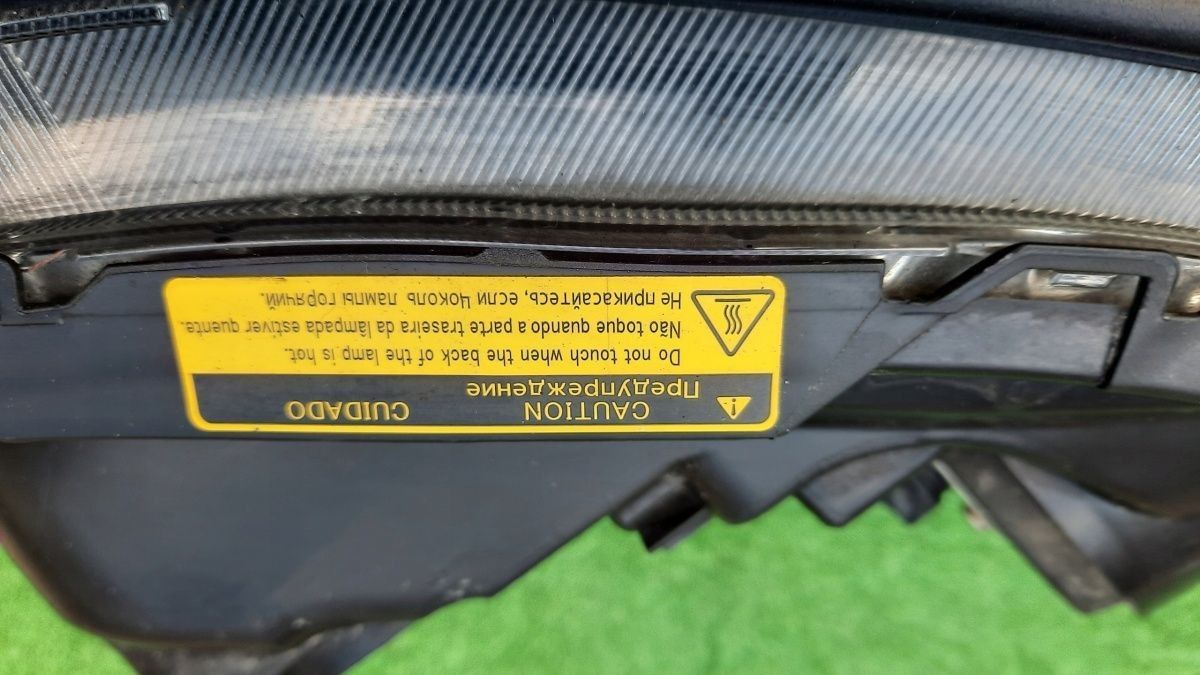 CAUTION CUIDADO
Предупреждение
Do not touch when the back of the lamp is hot.
Não toque quando a parte traseira da lâmpada estiver quente.
Не прикасайтесь, если Чоколь лампы горячий.